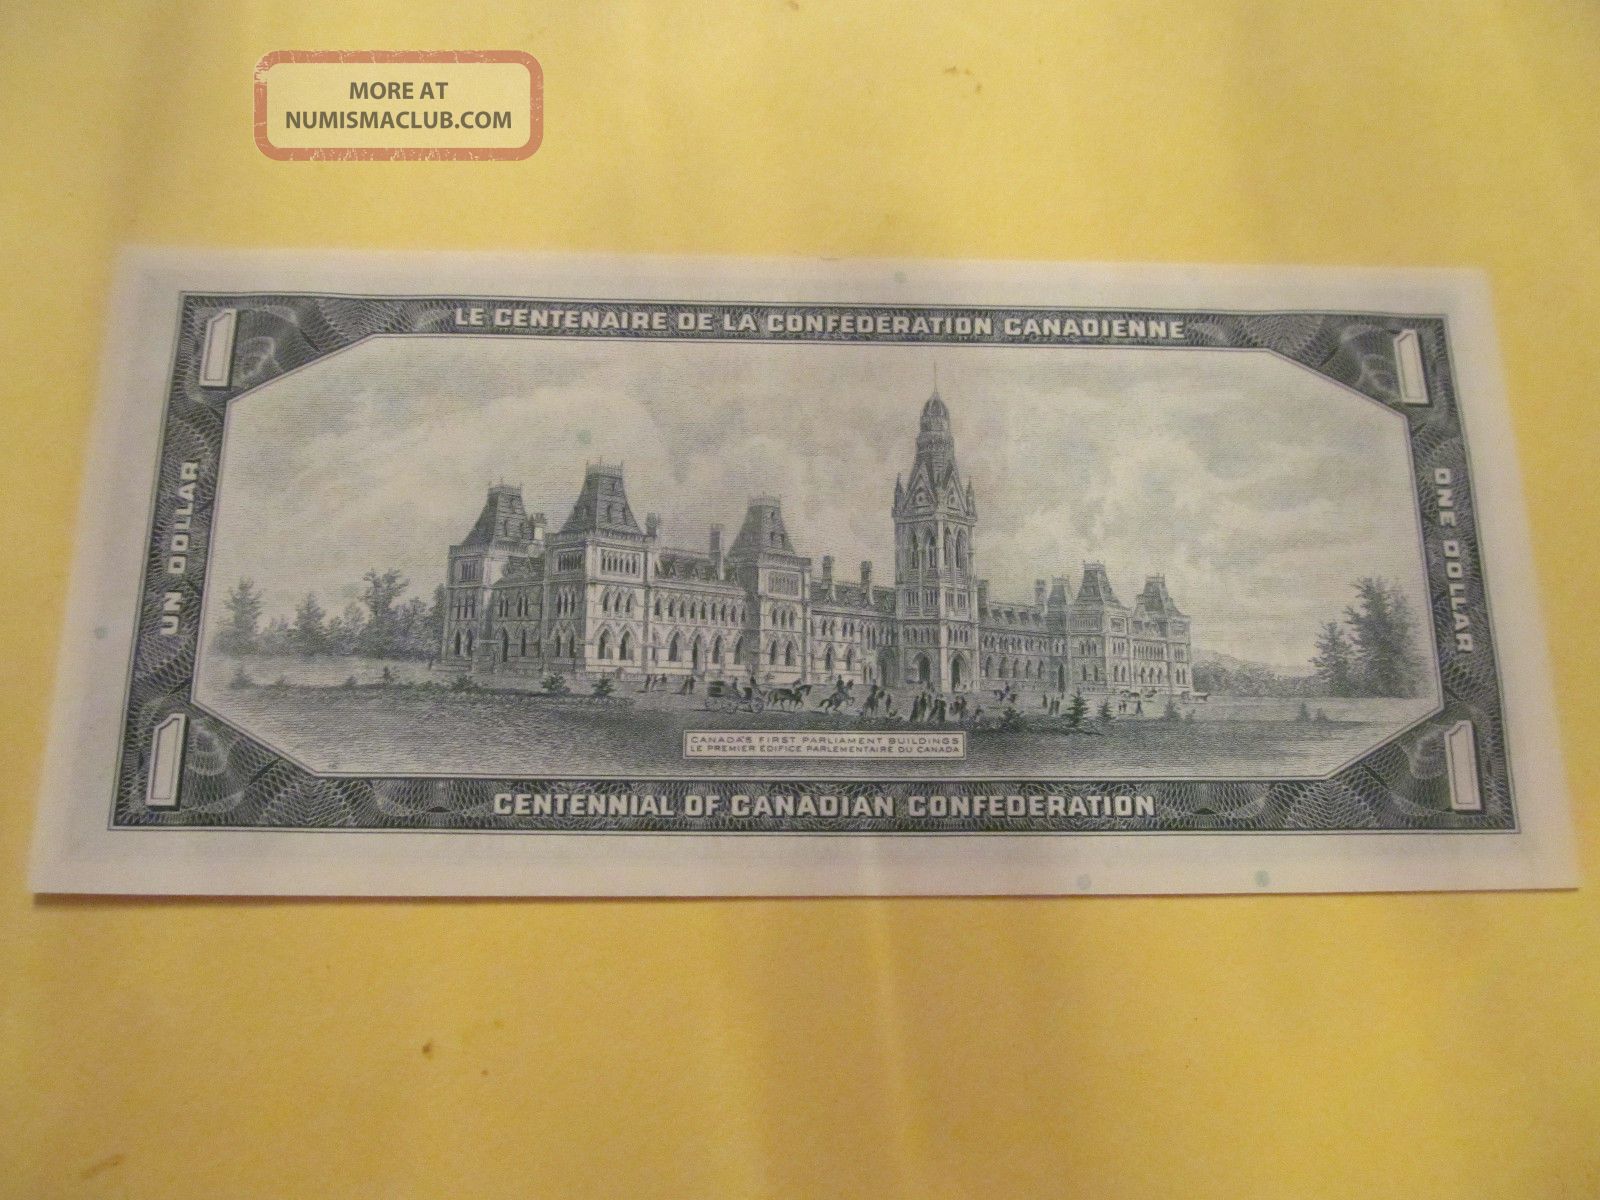 MORE AT
NUMISMACLUB.COM
1
LE CENTENAIRE DE LA CONFEDERATION CANADIENNE
1
UN DOLLAR
ONE DOLLAR
CANADA'S FIRST PARLIAMENT BUILDINGS
LE PREMIER ÉDIFICE PARLEMENTAIRE DU CANADA
1
CENTENNIAL OF CANADIAN CONFEDERATION
1